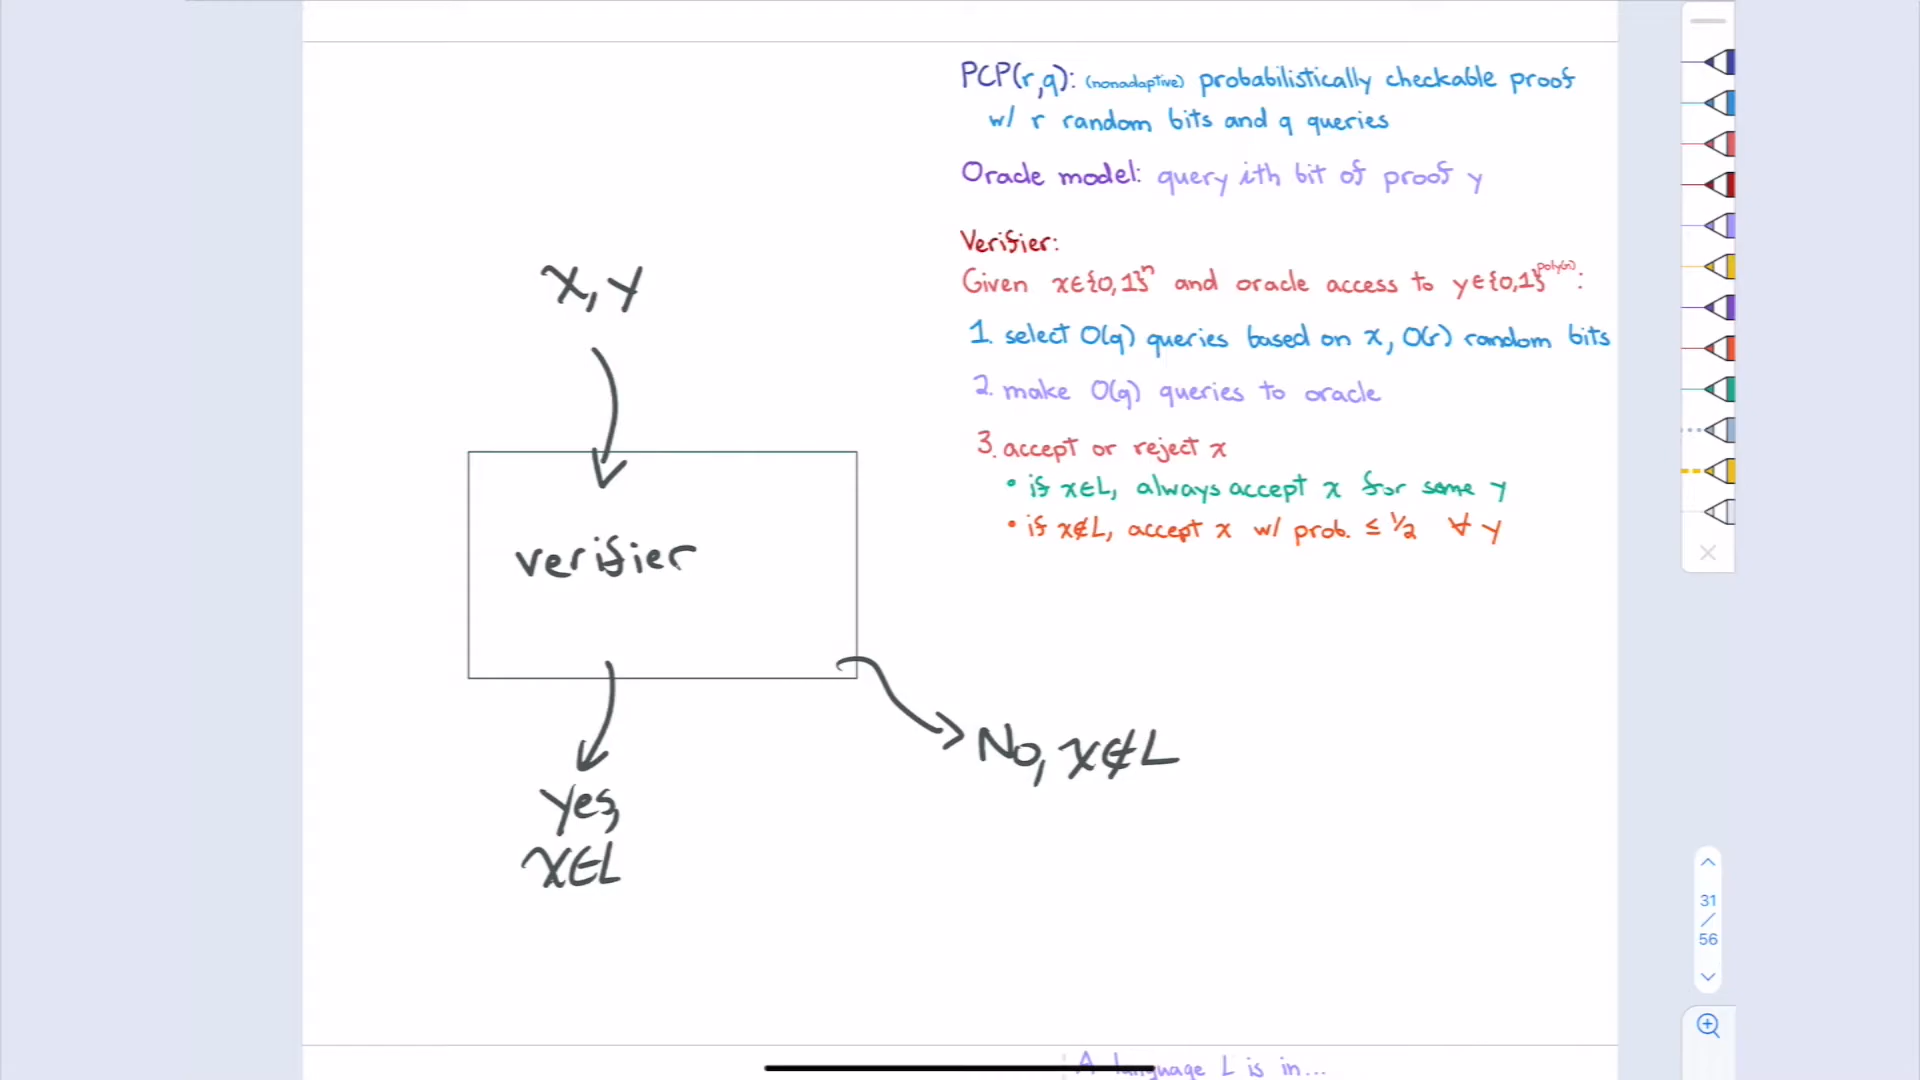 PCP(r,q): (nonadaptive) probabilistically checkable proof
w/ r random bits and q queries
Oracle model: query ith bit of proof y
Verifier:
Given x∈{0,1}^n and oracle access to y∈{0,1}^poly(n):
1. select O(q) queries based on x, O(r) random bits
2. make O(q) queries to oracle
3. accept or reject x
• if x∈L, always accept x for some y
• if x∉L, accept x w/ prob. ≤ 1/2 ∀ y
x, y
verifier
Yes,
x∈L
No, x∉L
31
/
56
A language L is in...